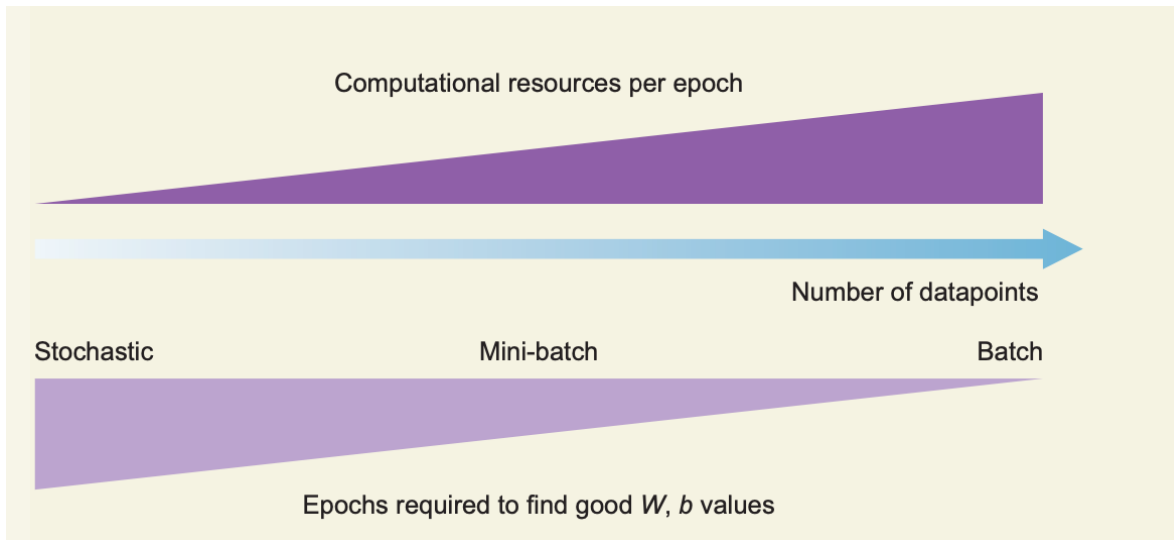 Computational resources per epoch
Number of datapoints
Stochastic Mini-batch Batch
Epochs required to find good W, b values